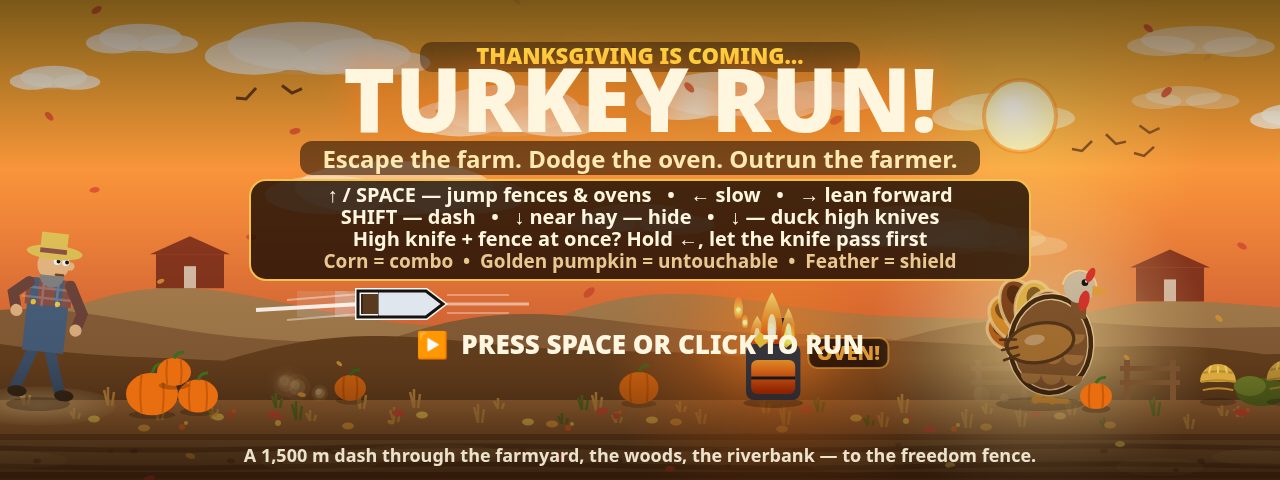 THANKSGIVING IS COMING...
TURKEY RUN!
Escape the farm. Dodge the oven. Outrun the farmer.
↑ / SPACE — jump fences & ovens • ← slow • → lean forward
SHIFT — dash • ↓ near hay — hide • ↓ — duck high knives
High knife + fence at once? Hold ←, let the knife pass first
Corn = combo • Golden pumpkin = untouchable • Feather = shield
▶️ PRESS SPACE OR CLICK TO RUN
OVEN!
A 1,500 m dash through the farmyard, the woods, the riverbank — to the freedom fence.